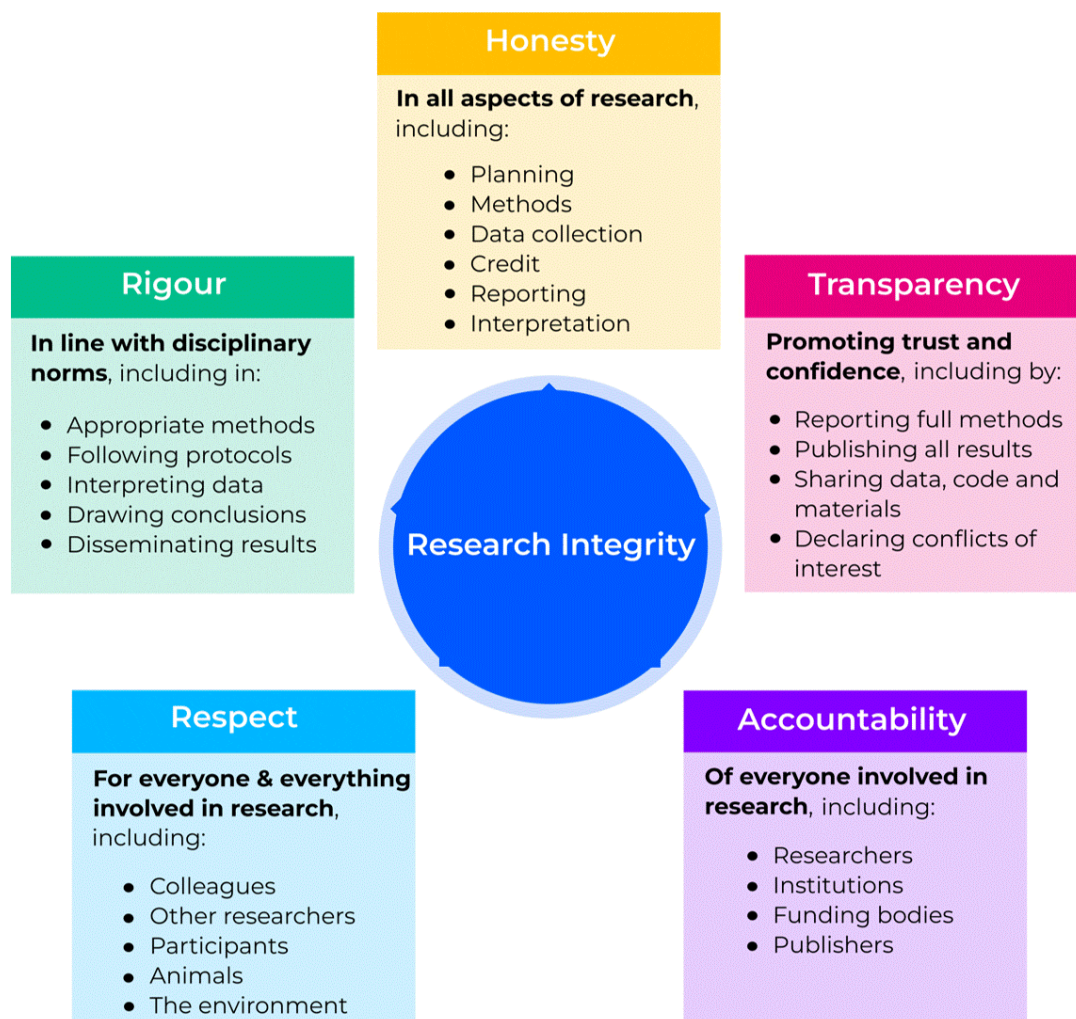 Honesty
In all aspects of research,
including:
• Planning
• Methods
• Data collection
• Credit
• Reporting
• Interpretation
Rigour
In line with disciplinary
norms, including in:
• Appropriate methods
• Following protocols
• Interpreting data
• Drawing conclusions
• Disseminating results
Transparency
Promoting trust and
confidence, including by:
• Reporting full methods
• Publishing all results
• Sharing data, code and
materials
• Declaring conflicts of
interest
Research Integrity
Respect
For everyone & everything
involved in research,
including:
• Colleagues
• Other researchers
• Participants
• Animals
• The environment
Accountability
Of everyone involved in
research, including:
• Researchers
• Institutions
• Funding bodies
• Publishers